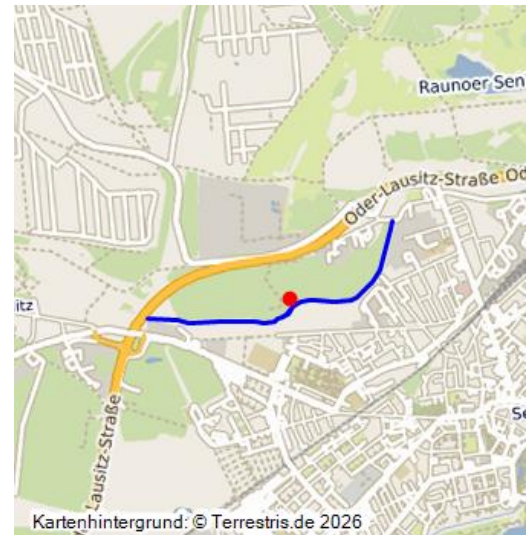 Raunoer Sen
Oder-Lausitz-Straße Od
itz
Lausitz-Straße
Se
Kartenhintergrund: © Terrestris.de 2026